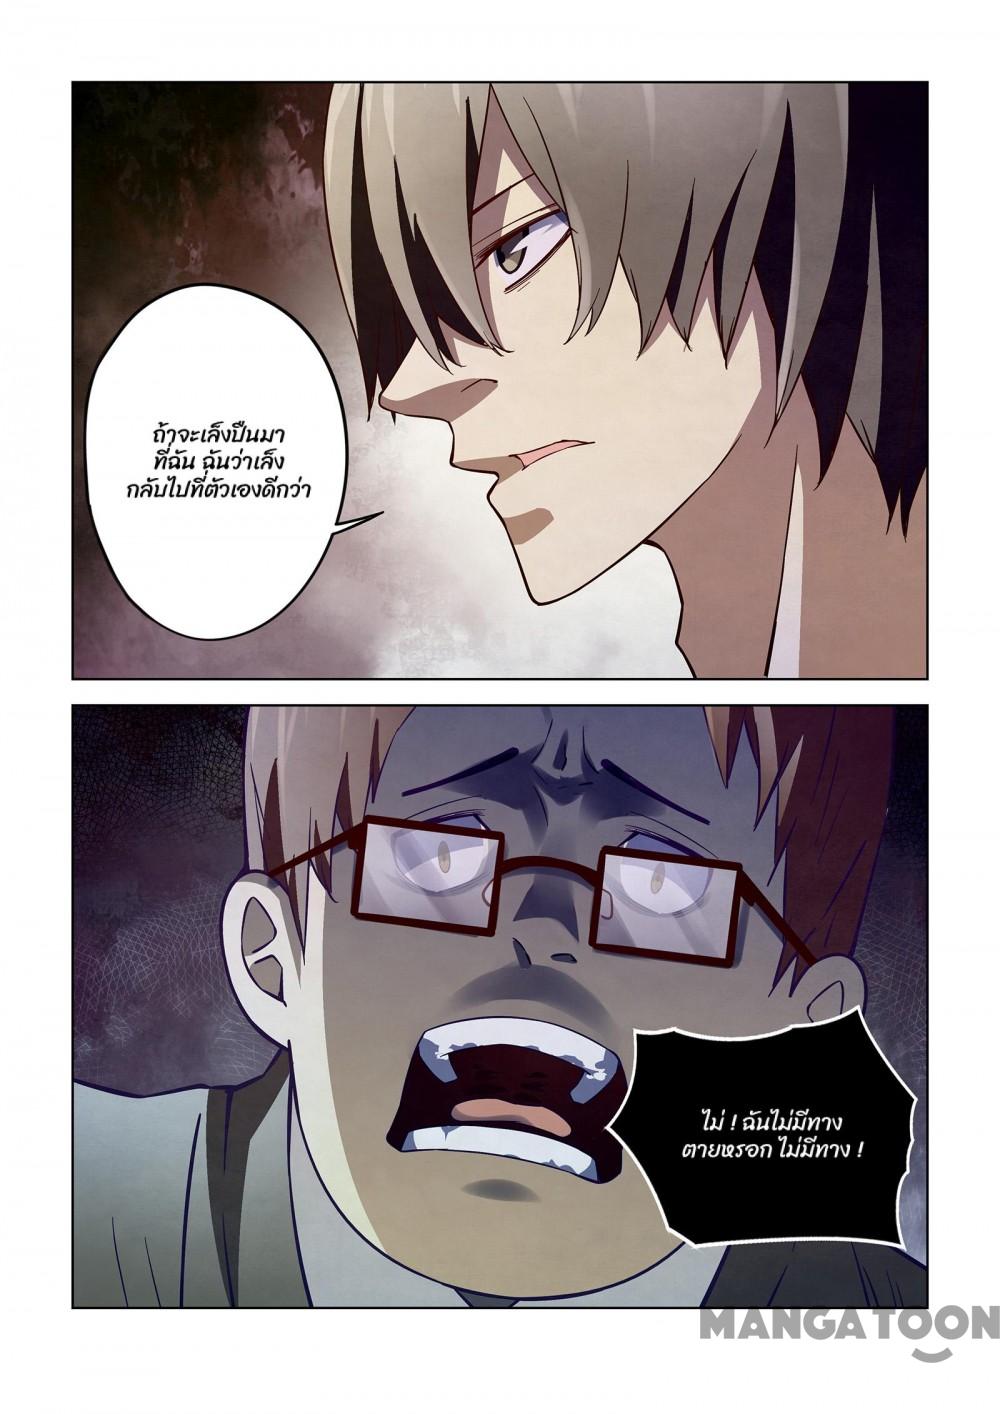 ถ้าจะเล็งปืนมา
ที่ฉัน ฉันว่าเล็ง
กลับไปที่ตัวเองดีกว่า
ไม่ ! ฉันไม่มีทาง
ตายหรอก ไม่มีทาง !
MANGATOON